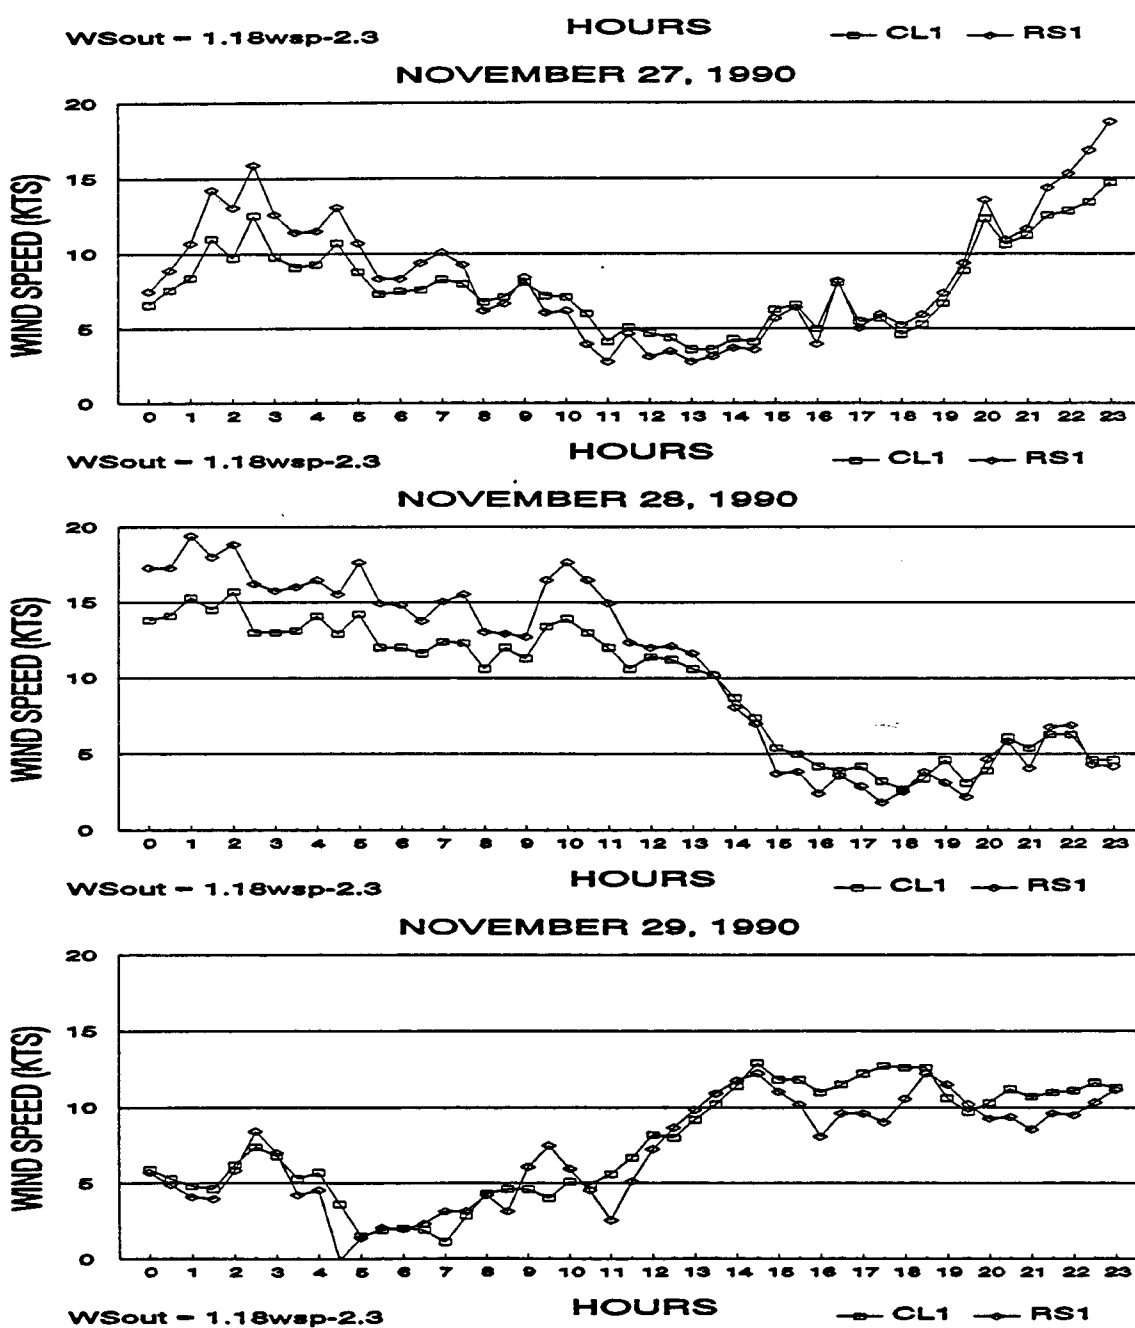 HOURS
WSout - 1.18wsp-2.3 CL1 RS1
NOVEMBER 27, 1990
20
15
10
5
0
WIND SPEED (KTS)
0 1 2 3 4 5 6 7 8 9 10 11 12 13 14 15 16 17 18 19 20 21 22 23
HOURS
WSout - 1.18wsp-2.3 CL1 RS1
NOVEMBER 28, 1990
20
15
10
5
0
WIND SPEED (KTS)
0 1 2 3 4 5 6 7 8 9 10 11 12 13 14 15 16 17 18 19 20 21 22 23
HOURS
WSout - 1.18wsp-2.3 CL1 RS1
NOVEMBER 29, 1990
20
15
10
5
0
WIND SPEED (KTS)
0 1 2 3 4 5 6 7 8 9 10 11 12 13 14 15 16 17 18 19 20 21 22 23
HOURS
WSout - 1.18wsp-2.3 CL1 RS1